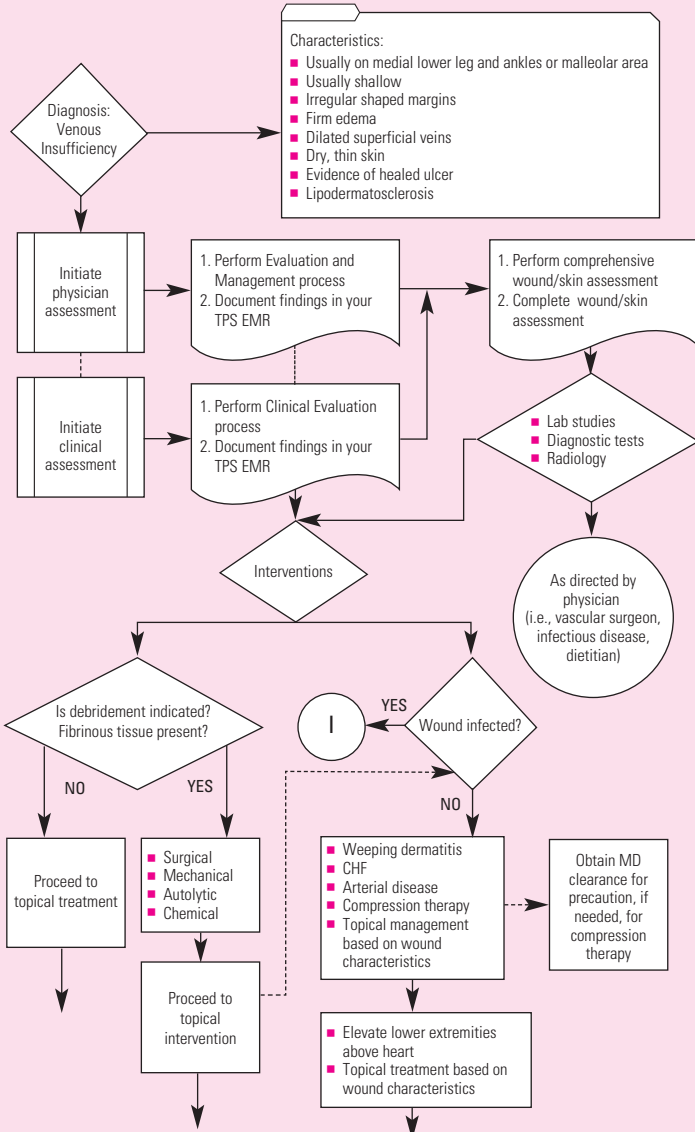 Characteristics:
■ Usually on medial lower leg and ankles or malleolar area
■ Usually shallow
■ Irregular shaped margins
■ Firm edema
■ Dilated superficial veins
■ Dry, thin skin
■ Evidence of healed ulcer
■ Lipodermatosclerosis
Diagnosis:
Venous
Insufficiency
Initiate
physician
assessment
1. Perform Evaluation and
Management process
2. Document findings in your
TPS EMR
1. Perform comprehensive
wound/skin assessment
2. Complete wound/skin
assessment
Initiate
clinical
assessment
1. Perform Clinical Evaluation
process
2. Document findings in your
TPS EMR
■ Lab studies
■ Diagnostic tests
■ Radiology
Interventions
As directed by
physician
(i.e., vascular surgeon,
infectious disease,
dietitian)
Is debridement indicated?
Fibrinous tissue present?
I
YES
Wound infected?
NO
YES
NO
Proceed to
topical treatment
■ Surgical
■ Mechanical
■ Autolytic
■ Chemical
■ Weeping dermatitis
■ CHF
■ Arterial disease
■ Compression therapy
■ Topical management
based on wound
characteristics
Obtain MD
clearance for
precaution, if
needed, for
compression
therapy
Proceed to
topical
intervention
■ Elevate lower extremities
above heart
■ Topical treatment based on
wound characteristics